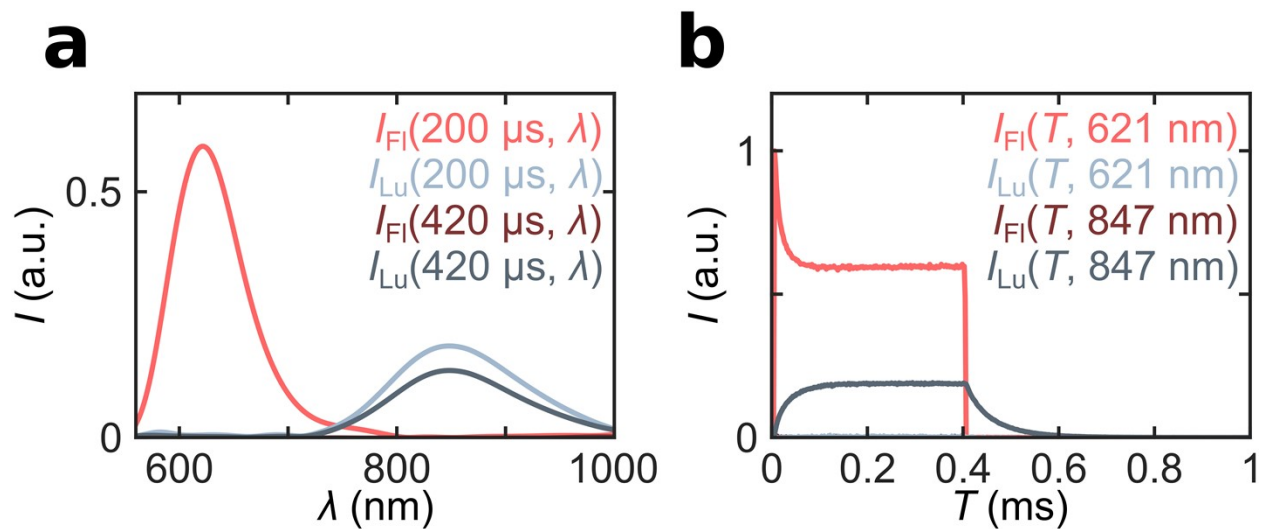 a
I (a.u.)
0.5
0
I_Fl(200 µs, λ)
I_Lu(200 µs, λ)
I_Fl(420 µs, λ)
I_Lu(420 µs, λ)
600 800 1000
λ (nm)
b
I (a.u.)
1
0
I_Fl(T, 621 nm)
I_Lu(T, 621 nm)
I_Fl(T, 847 nm)
I_Lu(T, 847 nm)
0 0.2 0.4 0.6 0.8 1
T (ms)